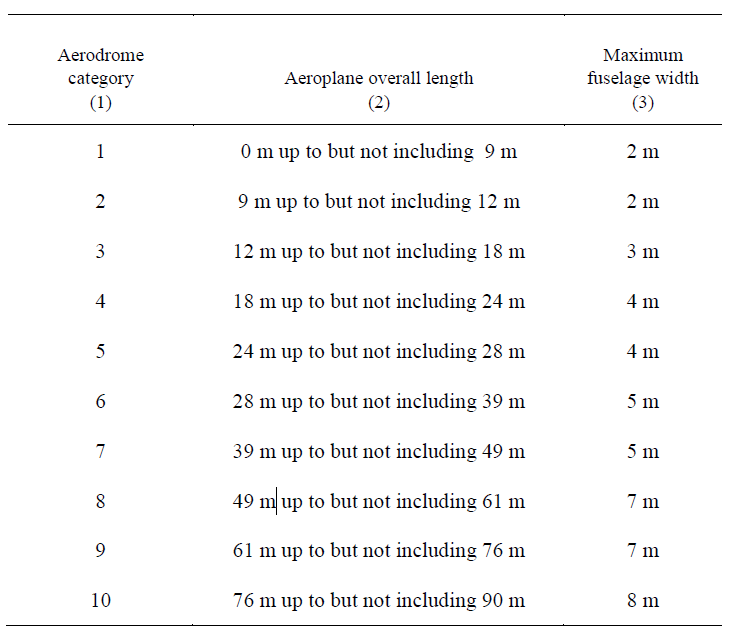 Aerodrome category (1) Aeroplane overall length (2) Maximum fuselage width (3)
1 0 m up to but not including 9 m 2 m
2 9 m up to but not including 12 m 2 m
3 12 m up to but not including 18 m 3 m
4 18 m up to but not including 24 m 4 m
5 24 m up to but not including 28 m 4 m
6 28 m up to but not including 39 m 5 m
7 39 m up to but not including 49 m 5 m
8 49 m up to but not including 61 m 7 m
9 61 m up to but not including 76 m 7 m
10 76 m up to but not including 90 m 8 m